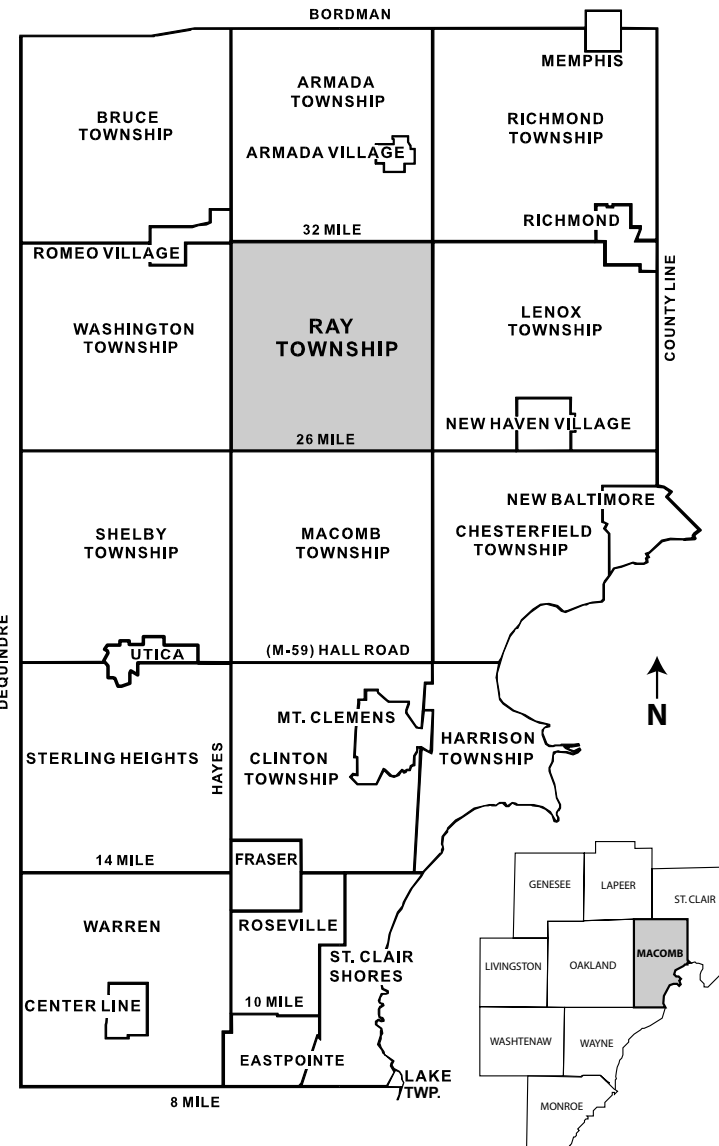 BORDMAN
MEMPHIS
ARMADA
TOWNSHIP
BRUCE
TOWNSHIP
RICHMOND
TOWNSHIP
ARMADA VILLAGE
RICHMOND
32 MILE
ROMEO VILLAGE
COUNTY LINE
WASHINGTON
TOWNSHIP
RAY
TOWNSHIP
LENOX
TOWNSHIP
NEW HAVEN VILLAGE
26 MILE
NEW BALTIMORE
SHELBY
TOWNSHIP
MACOMB
TOWNSHIP
CHESTERFIELD
TOWNSHIP
DEQUINDRE
UTICA
(M-59) HALL ROAD
N
MT. CLEMENS
STERLING HEIGHTS
HAYES
CLINTON
TOWNSHIP
HARRISON
TOWNSHIP
14 MILE
FRASER
WARREN
ROSEVILLE
ST. CLAIR
SHORES
CENTER LINE
10 MILE
EASTPOINTE
LAKE
TWP.
8 MILE
GENESEE
LAPEER
ST. CLAIR
LIVINGSTON
OAKLAND
MACOMB
WASHTENAW
WAYNE
MONROE